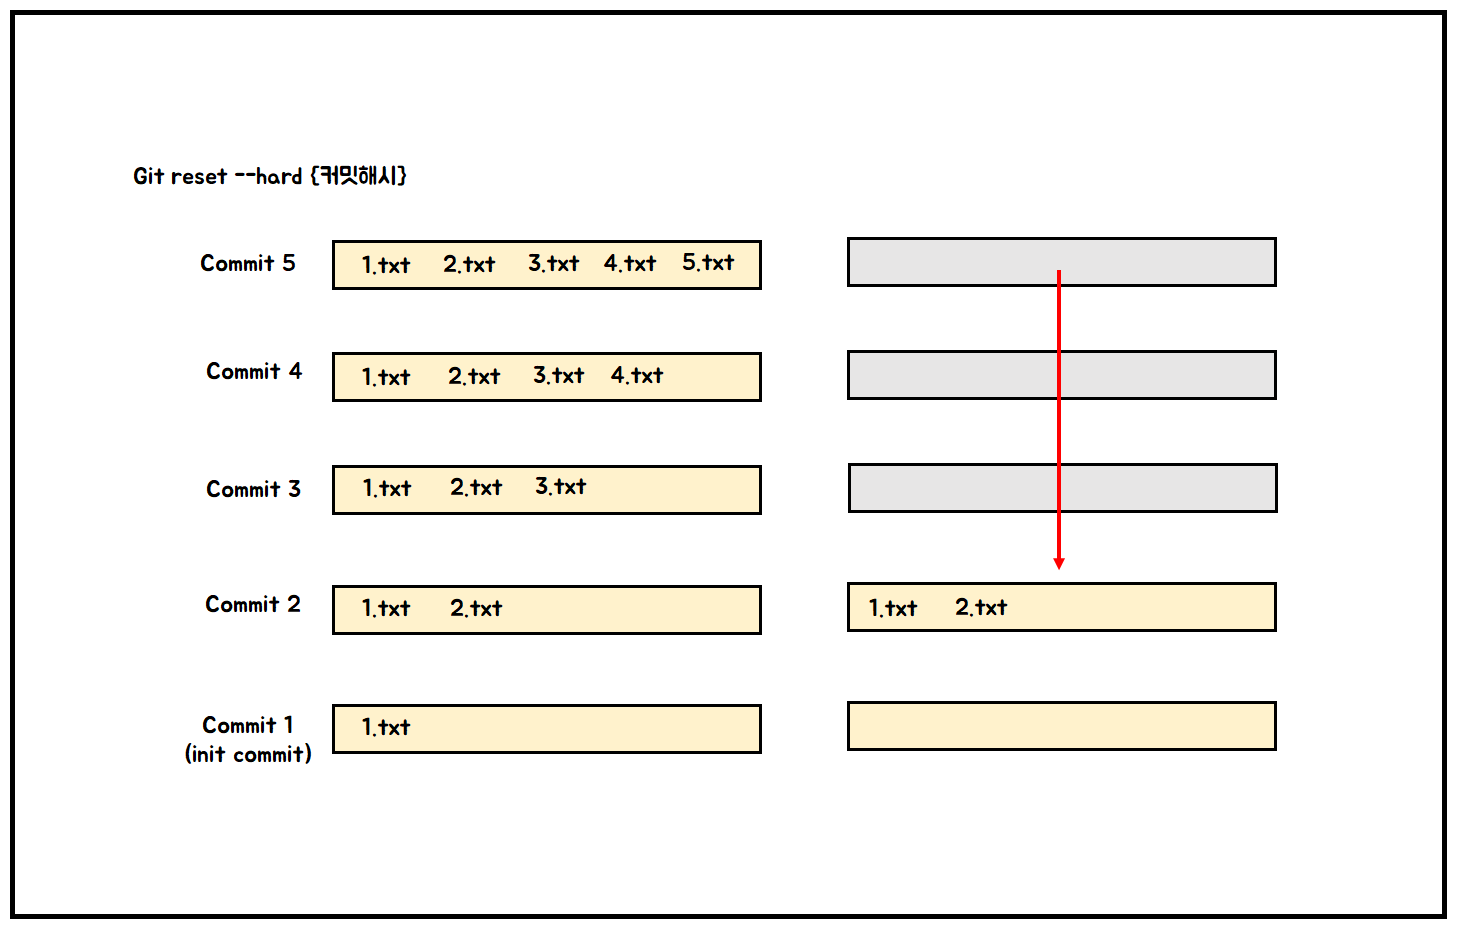 Git reset --hard {커밋해시}
Commit 5
1.txt 2.txt 3.txt 4.txt 5.txt
Commit 4
1.txt 2.txt 3.txt 4.txt
Commit 3
1.txt 2.txt 3.txt
Commit 2
1.txt 2.txt
1.txt 2.txt
Commit 1
(init commit)
1.txt